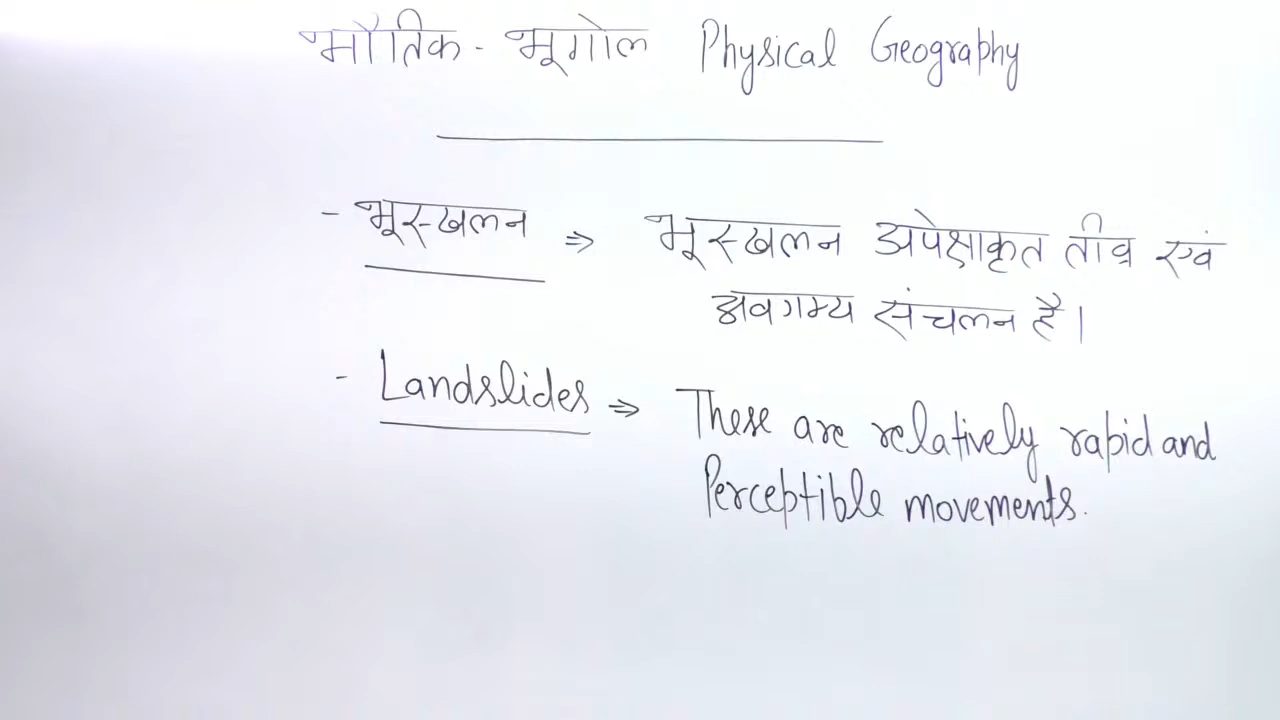 भौतिक - भूगोल Physical Geography
- भूस्खलन ⇒ भूस्खलन अपेक्षाकृत तीव्र एवं
अवगम्य संचलन है।
- Landslides ⇒ These are relatively rapid and
Perceptible movements.